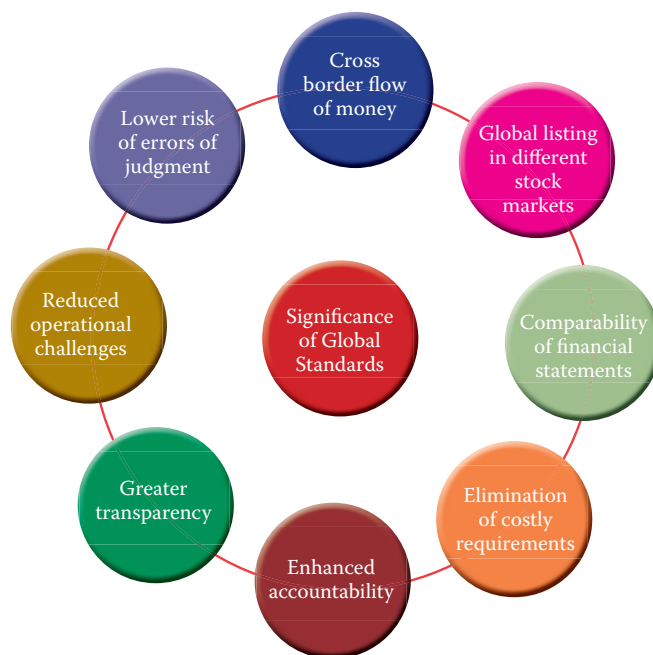 Cross
border flow
of money
Global listing
in different
stock
markets
Comparability
of financial
statements
Elimination
of costly
requirements
Enhanced
accountability
Greater
transparency
Reduced
operational
challenges
Lower risk
of errors of
judgment
Significance
of Global
Standards